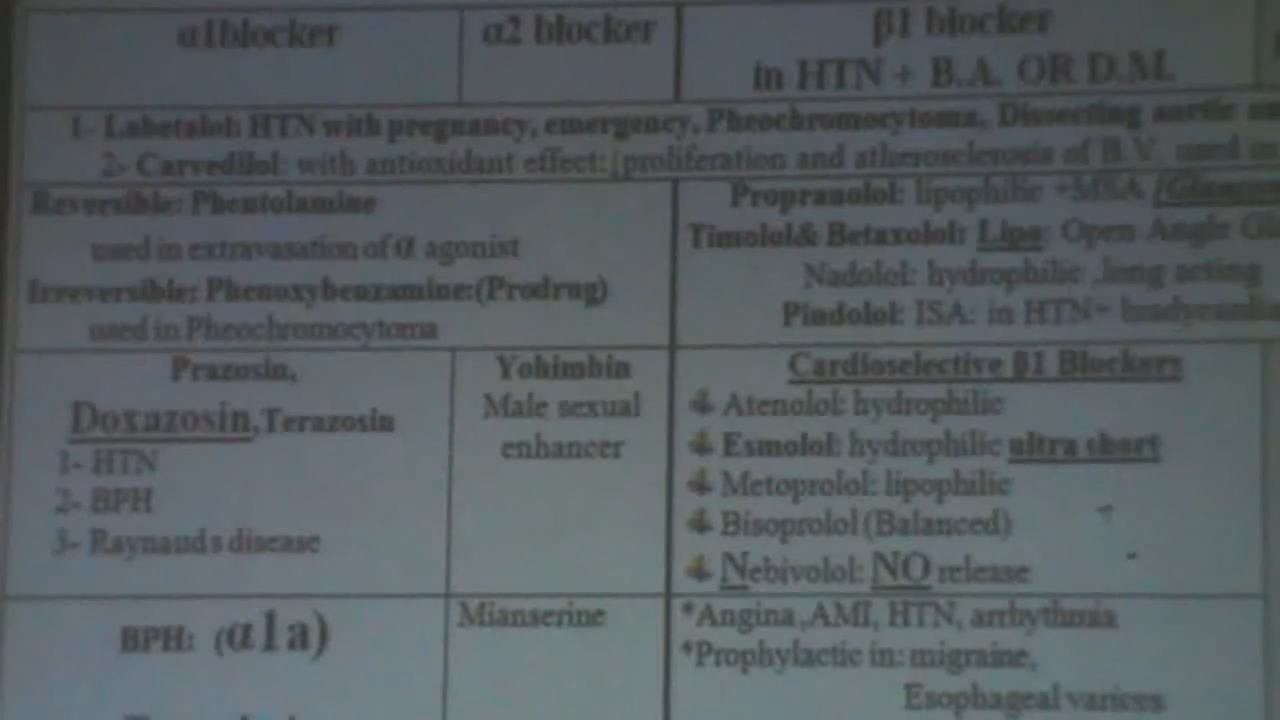 α1blocker
α2 blocker
β1 blocker
in HTN + B.A. OR D.M.
1- Labetalol: HTN with pregnancy, emergency, Pheochromocytoma, Dissecting aortic
2- Carvedilol: with antioxidant effect: proliferation and atherosclerosis of B.V. used in
Reversible: Phentolamine
used in extravasation of α agonist
Irreversible: Phenoxybenzamine:(Prodrug)
used in Pheochromocytoma
Propranolol: lipophilic +MSA
Timolol& Betaxolol: Lipo: Open Angle
Nadolol: hydrophilic ,long acting
Pindolol: ISA: in HTN+
Prazosin,
Doxazosin,Terazosin
1- HTN
2- BPH
3- Raynaud's disease
Yohimbin
Male sexual
enhancer
Cardioselective β1 Blockers
Atenolol: hydrophilic
Esmolol: hydrophilic ultra short
Metoprolol: lipophilic
Bisoprolol (Balanced)
Nebivolol: NO release
BPH: (α1a)
Mianserine
*Angina ,AMI, HTN, arrhythmia
*Prophylactic in: migraine,
Esophageal varices